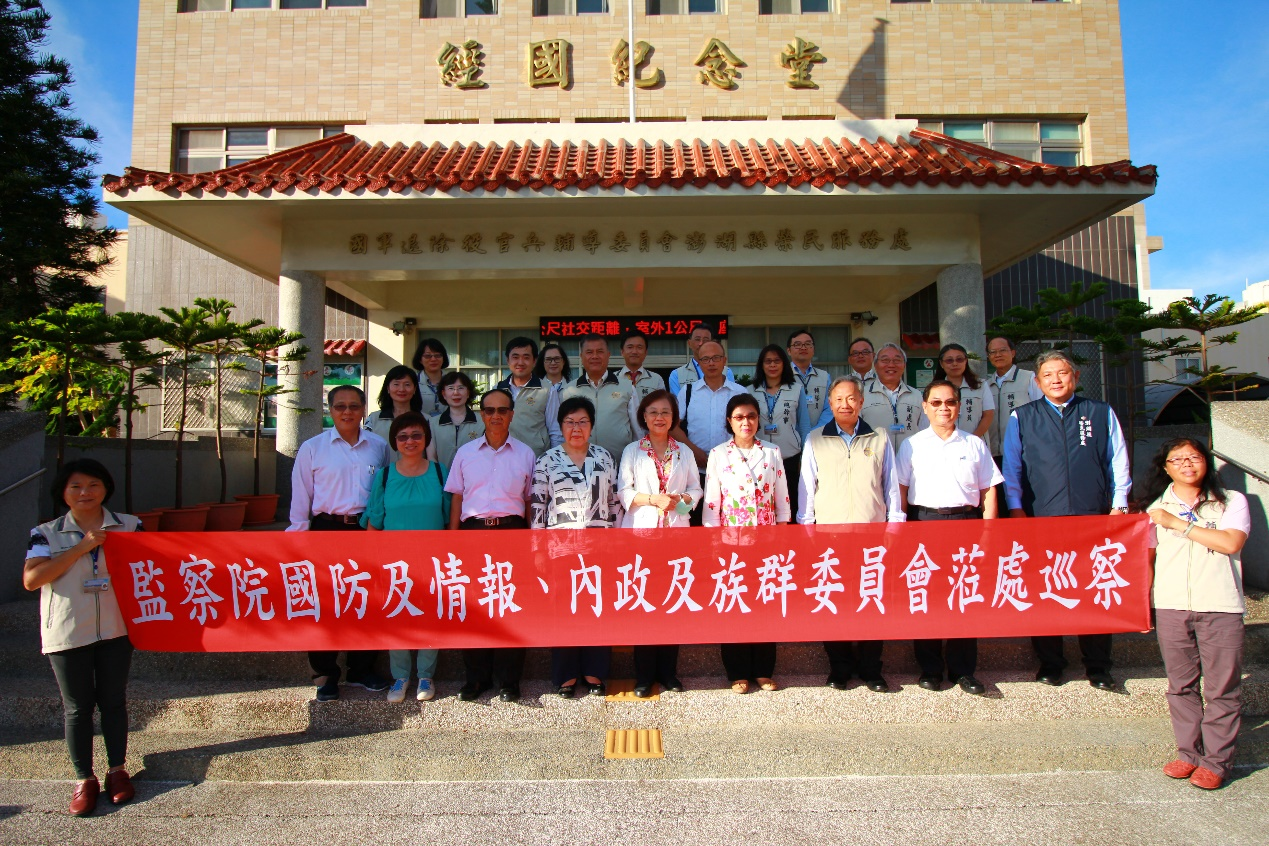 經國紀念堂
國軍退除役官兵輔導委員會澎湖縣榮民服務處
公尺社交距離，室外1公尺
監察院國防及情報、內政及族群委員會蒞處巡察